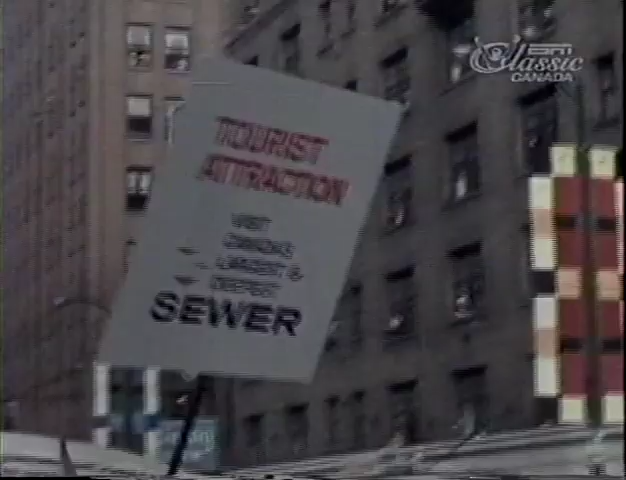 ESPN
Classic
CANADA
TOURIST
ATTRACTION
VISIT
CANADA'S
LARGEST &
DEEPEST
SEWER